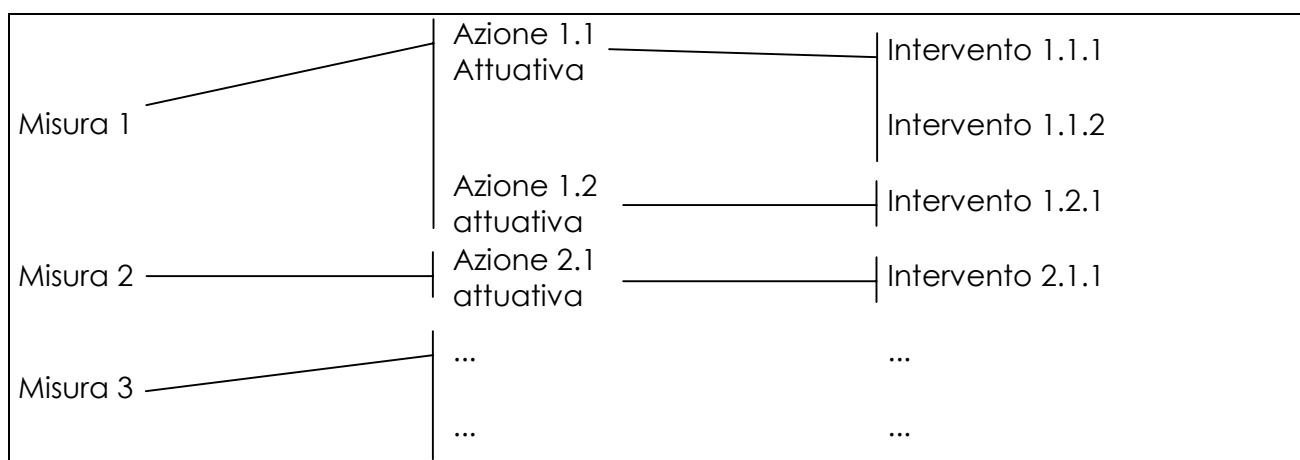 Azione 1.1
Attuativa
Intervento 1.1.1
Misura 1
Intervento 1.1.2
Azione 1.2
attuativa
Intervento 1.2.1
Misura 2
Azione 2.1
attuativa
Intervento 2.1.1
...
...
Misura 3
...
...